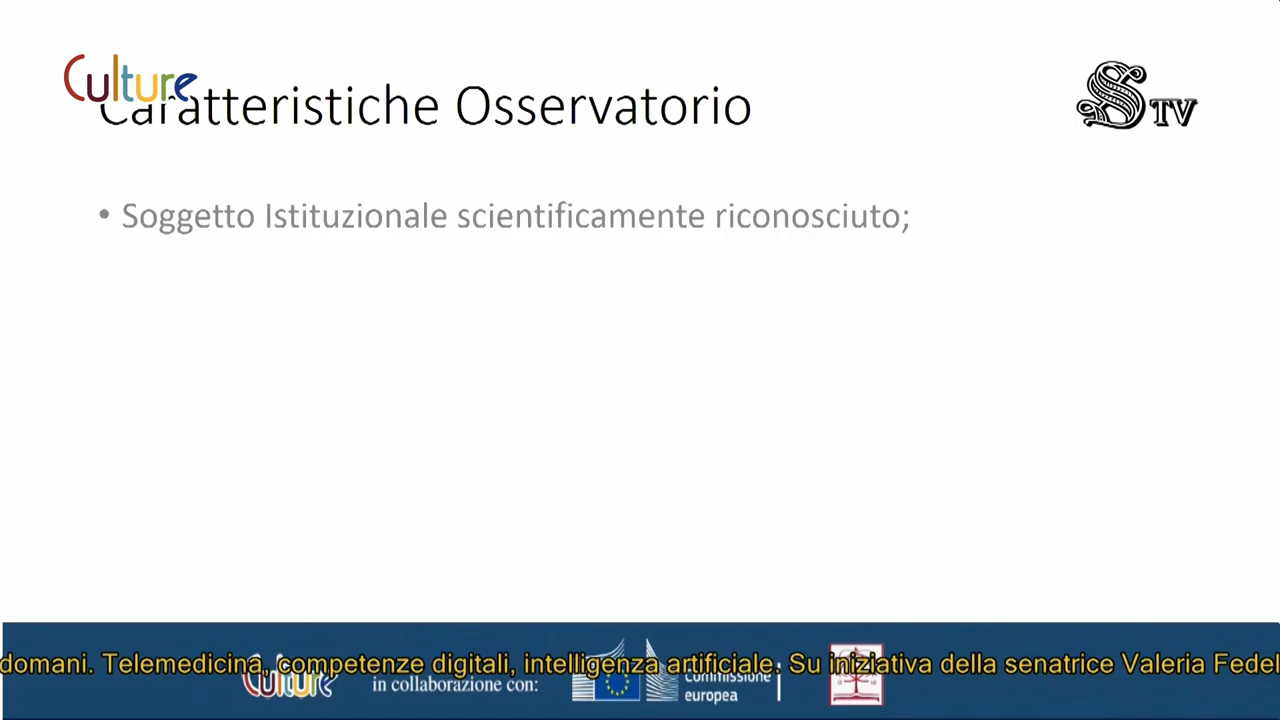 Culture
Caratteristiche Osservatorio
STV
• Soggetto Istituzionale scientificamente riconosciuto;
domani. Telemedicina, competenze digitali, intelligenza artificiale. Su iniziativa della senatrice Valeria Fedel
Culture
in collaborazione con:
Commissione
europea